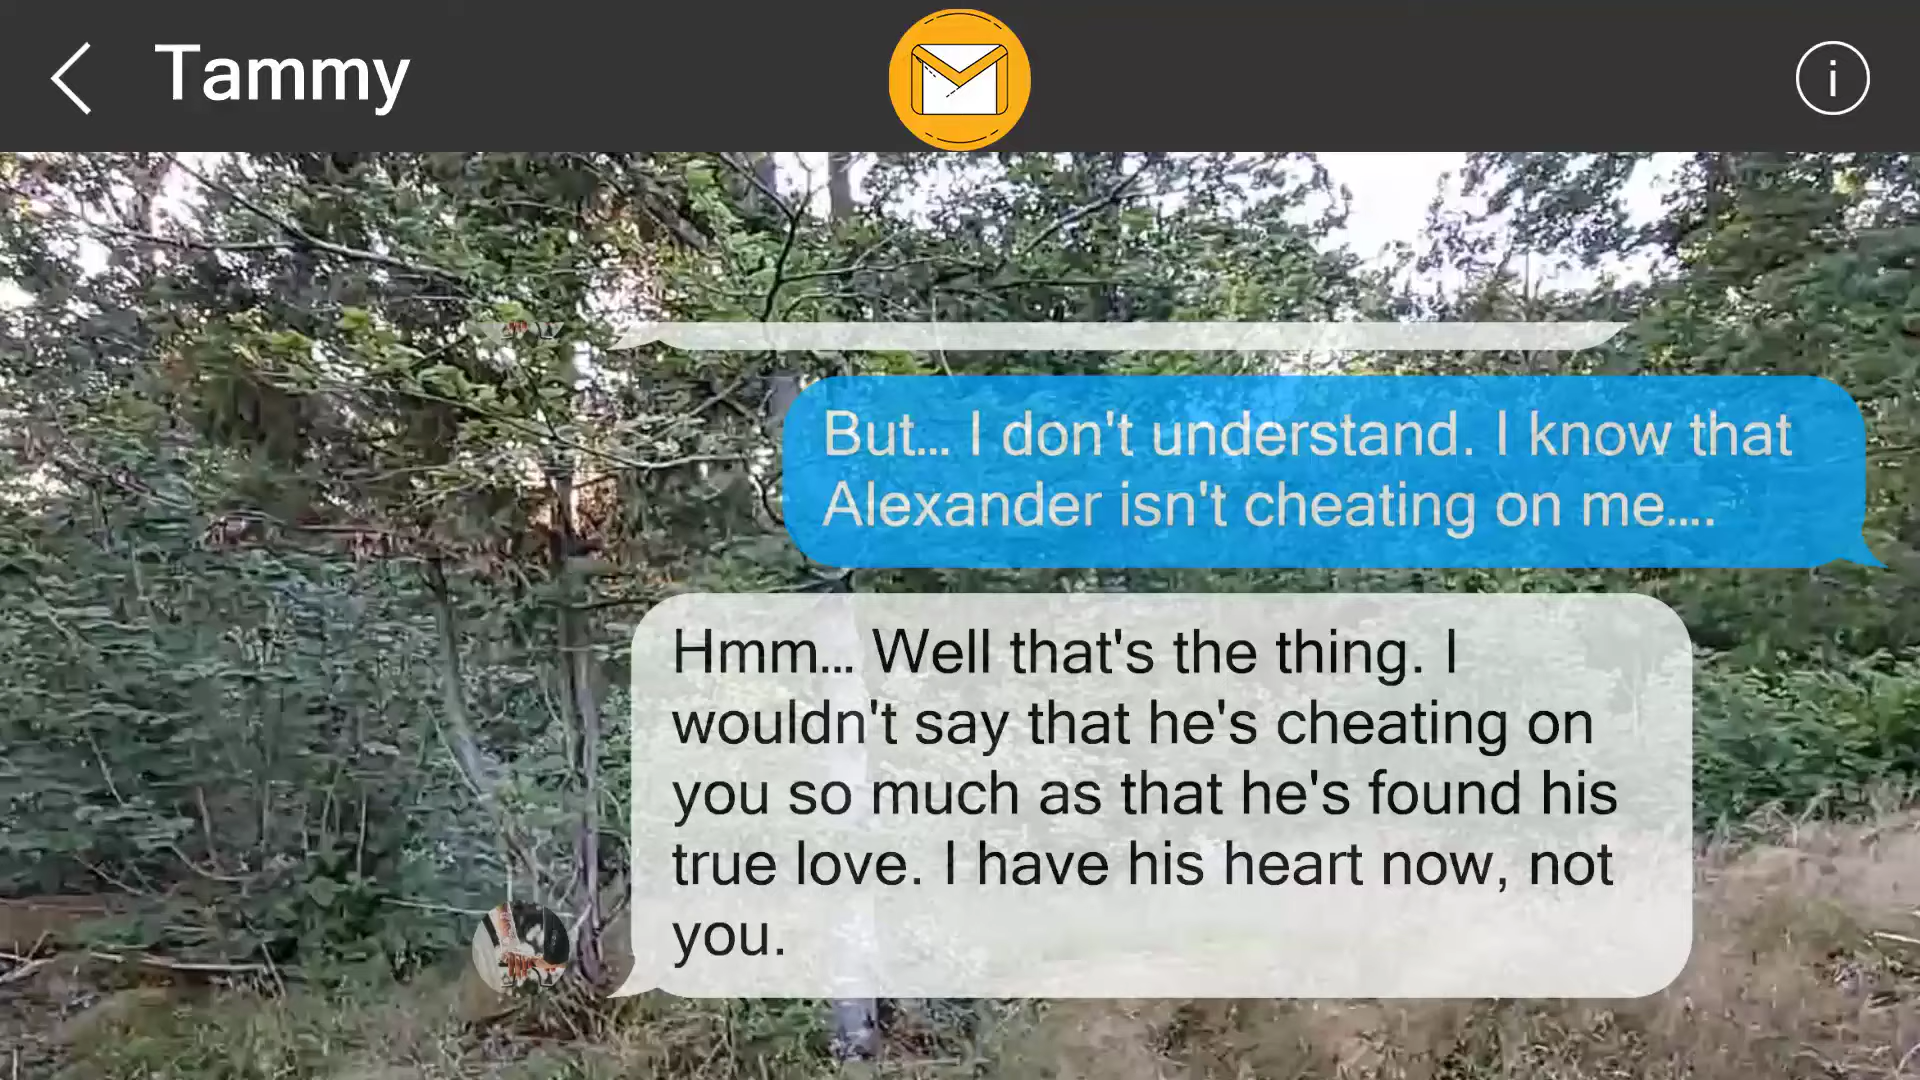 Tammy
But... I don't understand. I know that
Alexander isn't cheating on me....
Hmm... Well that's the thing. I
wouldn't say that he's cheating on
you so much as that he's found his
true love. I have his heart now, not
you.